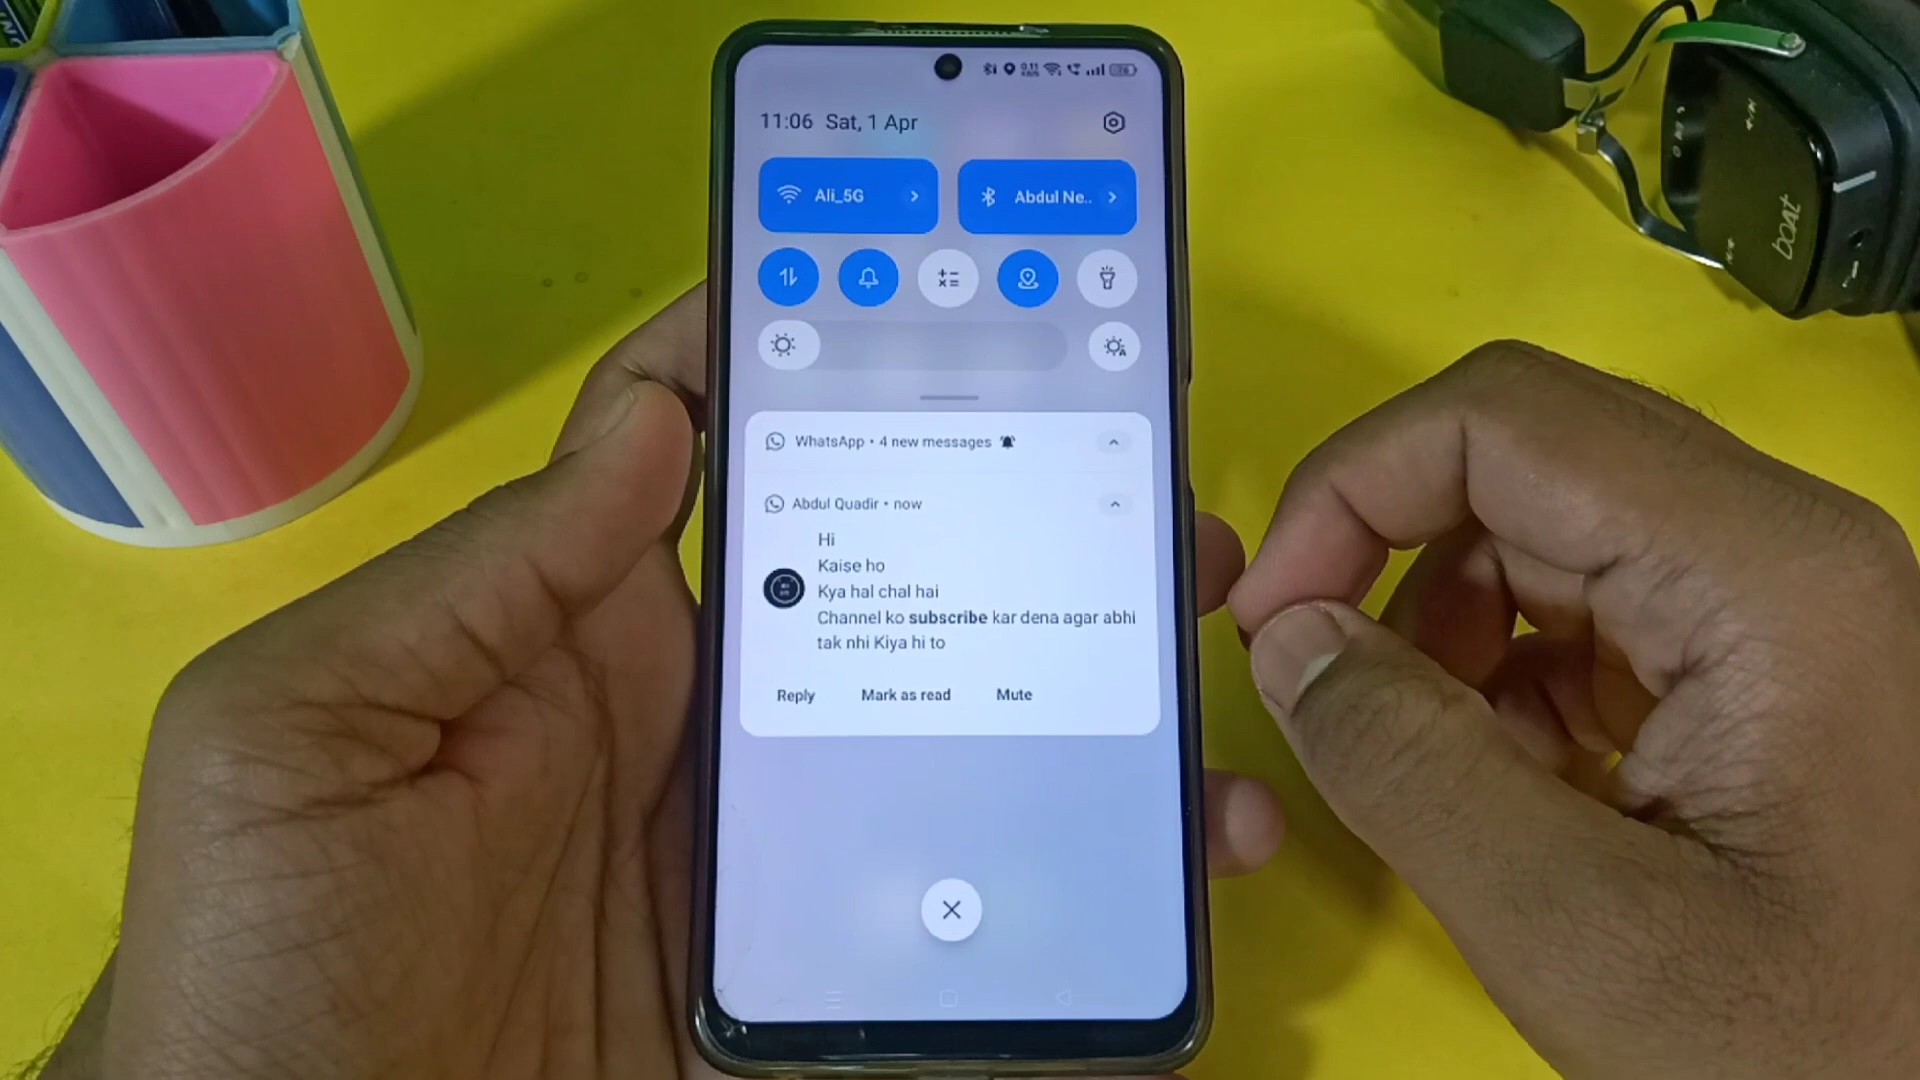 11:06 Sat, 1 Apr
Ali_5G
Abdul Ne..
WhatsApp • 4 new messages
Abdul Quadir • now
Hi
Kaise ho
Kya hal chal hai
Channel ko subscribe kar dena agar abhi
tak nhi Kiya hi to
Reply Mark as read Mute
boAt